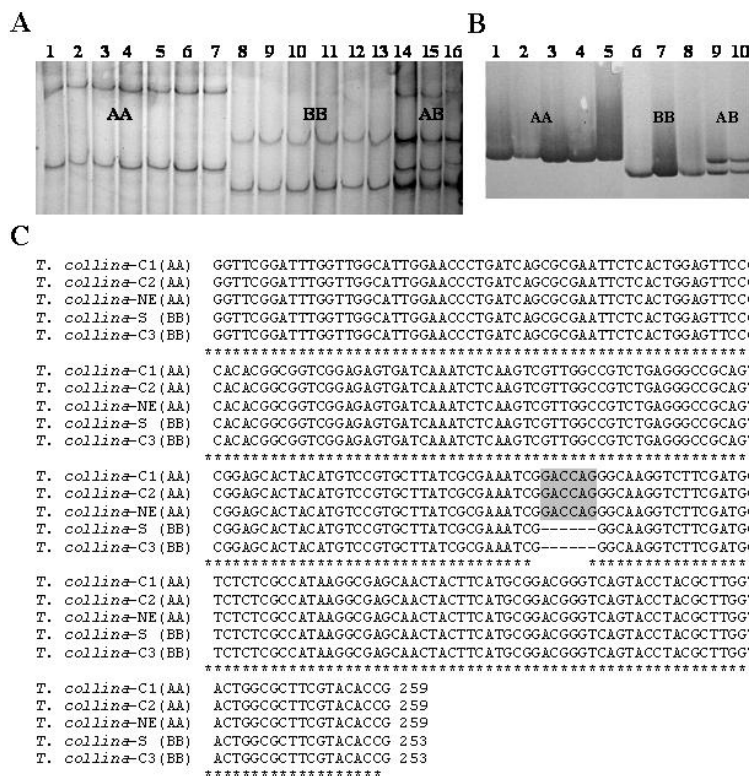 A
1 2 3 4 5 6 7 8 9 10 11 12 13 14 15 16
AA BB AB
B
1 2 3 4 5 6 7 8 9 10
AA BB AB
C
T. collina-C1(AA) GGTTCGGATTTGGTTGGCATTGGAACCCTGATCAGCGCGAATTCTCACTGGAGTTCC
T. collina-C2(AA) GGTTCGGATTTGGTTGGCATTGGAACCCTGATCAGCGCGAATTCTCACTGGAGTTCC
T. collina-NE(AA) GGTTCGGATTTGGTTGGCATTGGAACCCTGATCAGCGCGAATTCTCACTGGAGTTCC
T. collina-S (BB) GGTTCGGATTTGGTTGGCATTGGAACCCTGATCAGCGCGAATTCTCACTGGAGTTCC
T. collina-C3(BB) GGTTCGGATTTGGTTGGCATTGGAACCCTGATCAGCGCGAATTCTCACTGGAGTTCC
**********************************************************
T. collina-C1(AA) CACACGGCGGTCGGAGAGTGATCAAATCTCAAGTCGTTGGCCGTCTGAGGGCCGCAG
T. collina-C2(AA) CACACGGCGGTCGGAGAGTGATCAAATCTCAAGTCGTTGGCCGTCTGAGGGCCGCAG
T. collina-NE(AA) CACACGGCGGTCGGAGAGTGATCAAATCTCAAGTCGTTGGCCGTCTGAGGGCCGCAG
T. collina-S (BB) CACACGGCGGTCGGAGAGTGATCAAATCTCAAGTCGTTGGCCGTCTGAGGGCCGCAG
T. collina-C3(BB) CACACGGCGGTCGGAGAGTGATCAAATCTCAAGTCGTTGGCCGTCTGAGGGCCGCAG
**********************************************************
T. collina-C1(AA) CGGAGCACTACATGTCCGTGCTTATCGCGAAATCGGACCAGGGCAAGGTCTTCGATG
T. collina-C2(AA) CGGAGCACTACATGTCCGTGCTTATCGCGAAATCGGACCAGGGCAAGGTCTTCGATG
T. collina-NE(AA) CGGAGCACTACATGTCCGTGCTTATCGCGAAATCGGACCAGGGCAAGGTCTTCGATG
T. collina-S (BB) CGGAGCACTACATGTCCGTGCTTATCGCGAAATCG------GGCAAGGTCTTCGATG
T. collina-C3(BB) CGGAGCACTACATGTCCGTGCTTATCGCGAAATCG------GGCAAGGTCTTCGATG
*********************************** *****************
T. collina-C1(AA) TCTCTCGCCATAAGGCGAGCAACTACTTCATGCGGACGGGTCAGTACCTACGCTTGG
T. collina-C2(AA) TCTCTCGCCATAAGGCGAGCAACTACTTCATGCGGACGGGTCAGTACCTACGCTTGG
T. collina-NE(AA) TCTCTCGCCATAAGGCGAGCAACTACTTCATGCGGACGGGTCAGTACCTACGCTTGG
T. collina-S (BB) TCTCTCGCCATAAGGCGAGCAACTACTTCATGCGGACGGGTCAGTACCTACGCTTGG
T. collina-C3(BB) TCTCTCGCCATAAGGCGAGCAACTACTTCATGCGGACGGGTCAGTACCTACGCTTGG
**********************************************************
T. collina-C1(AA) ACTGGCGCTTCGTACACCG 259
T. collina-C2(AA) ACTGGCGCTTCGTACACCG 259
T. collina-NE(AA) ACTGGCGCTTCGTACACCG 259
T. collina-S (BB) ACTGGCGCTTCGTACACCG 253
T. collina-C3(BB) ACTGGCGCTTCGTACACCG 253
*******************